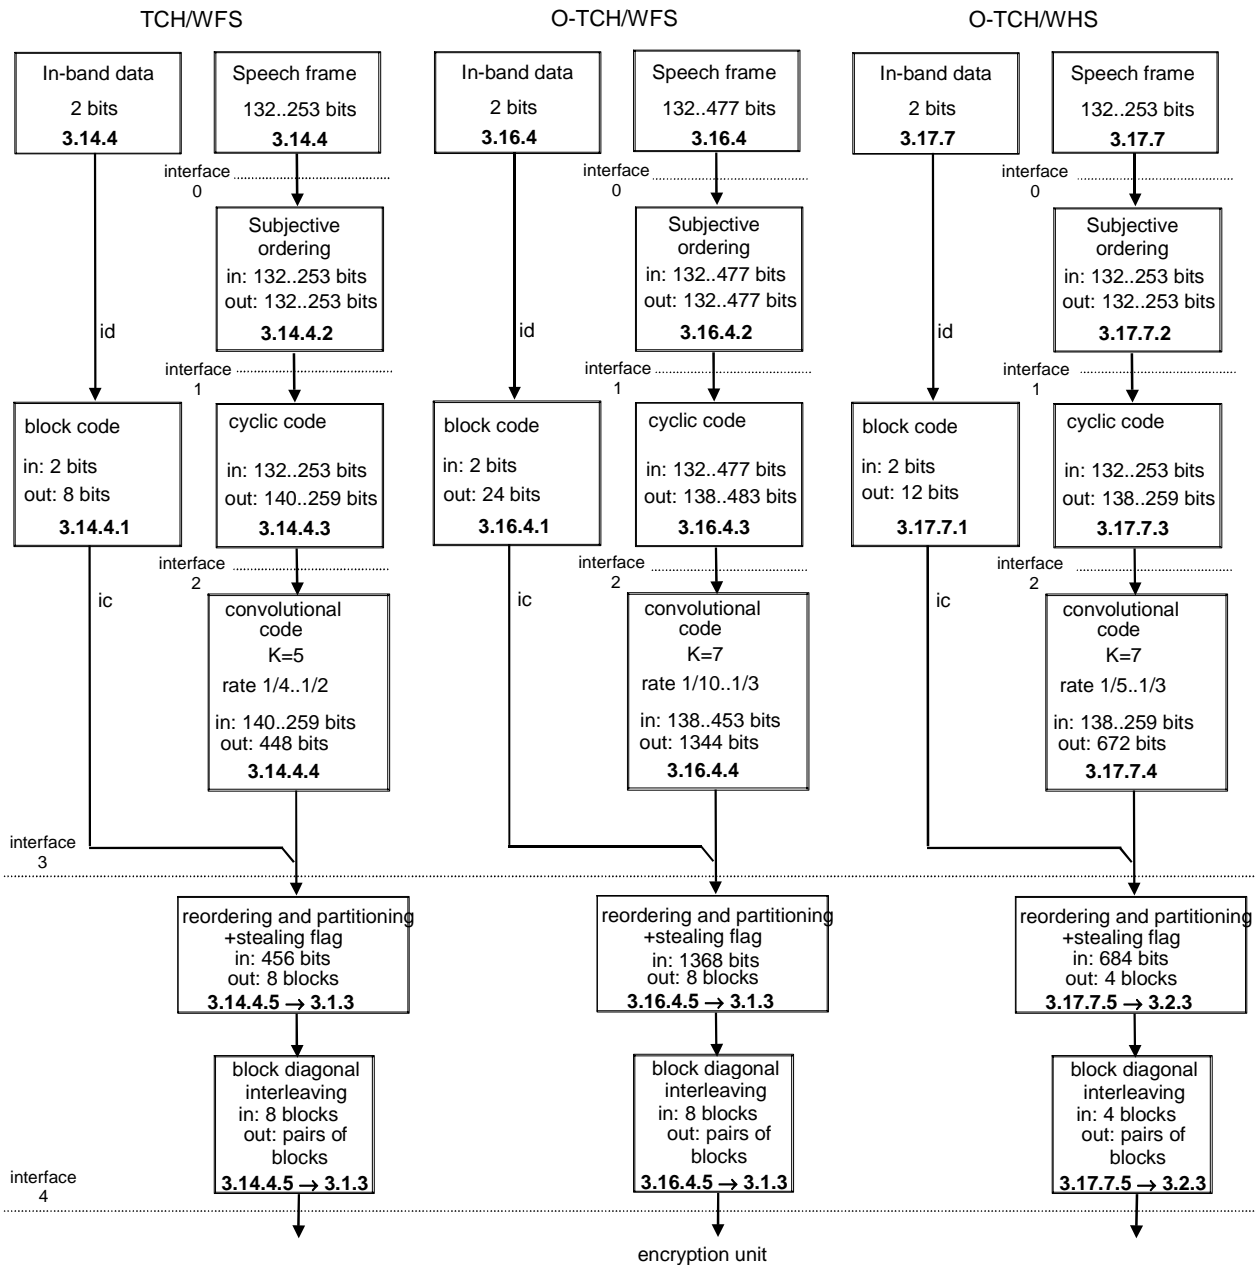 TCH/WFS
O-TCH/WFS
O-TCH/WHS
In-band data
2 bits
3.14.4
Speech frame
132..253 bits
3.14.4
In-band data
2 bits
3.16.4
Speech frame
132..477 bits
3.16.4
In-band data
2 bits
3.17.7
Speech frame
132..253 bits
3.17.7
interface
0
interface
0
interface
0
Subjective
ordering
in: 132..253 bits
out: 132..253 bits
3.14.4.2
Subjective
ordering
in: 132..477 bits
out: 132..477 bits
3.16.4.2
Subjective
ordering
in: 132..253 bits
out: 132..253 bits
3.17.7.2
id
id
id
interface
1
interface
1
interface
1
block code
in: 2 bits
out: 8 bits
3.14.4.1
cyclic code
in: 132..253 bits
out: 140..259 bits
3.14.4.3
block code
in: 2 bits
out: 24 bits
3.16.4.1
cyclic code
in: 132..477 bits
out: 138..483 bits
3.16.4.3
block code
in: 2 bits
out: 12 bits
3.17.7.1
cyclic code
in: 132..253 bits
out: 138..259 bits
3.17.7.3
interface
2
interface
2
interface
2
ic
ic
ic
convolutional
code
K=5
rate 1/4..1/2
in: 140..259 bits
out: 448 bits
3.14.4.4
convolutional
code
K=7
rate 1/10..1/3
in: 138..453 bits
out: 1344 bits
3.16.4.4
convolutional
code
K=7
rate 1/5..1/3
in: 138..259 bits
out: 672 bits
3.17.7.4
interface
3
reordering and partitioning
+stealing flag
in: 456 bits
out: 8 blocks
3.14.4.5 → 3.1.3
reordering and partitioning
+stealing flag
in: 1368 bits
out: 8 blocks
3.16.4.5 → 3.1.3
reordering and partitioning
+stealing flag
in: 684 bits
out: 4 blocks
3.17.7.5 → 3.2.3
block diagonal
interleaving
in: 8 blocks
out: pairs of
blocks
3.14.4.5 → 3.1.3
block diagonal
interleaving
in: 8 blocks
out: pairs of
blocks
3.16.4.5 → 3.1.3
block diagonal
interleaving
in: 4 blocks
out: pairs of
blocks
3.17.7.5 → 3.2.3
interface
4
encryption unit